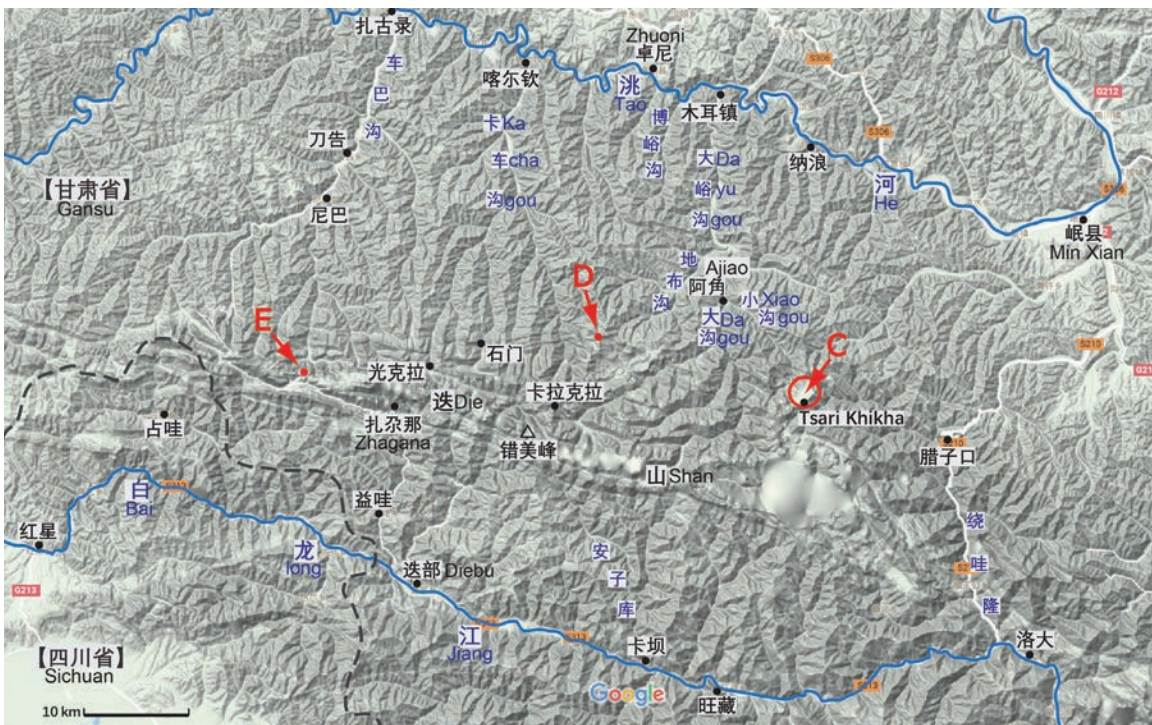 扎古录
车
巴
沟
喀尔钦
Zhuoni
卓尼
洮
Tao
木耳镇
S306
G212
刀告
卡Ka
车cha
沟gou
博
峪
沟
大Da
峪yu
沟gou
纳浪
S306
河
He
【甘肃省】
Gansu
尼巴
岷县
Min Xian
地
布
沟
Ajiao
阿角
小Xiao
沟gou
大Da
沟gou
D
E
C
S210
石门
光克拉
卡拉克拉
Tsari Khikha
迭Die
扎尕那
Zhagana
占哇
错美峰
山Shan
S210
腊子口
白
Bai
益哇
红星
龙
long
G213
迭部 Diebu
安
子
库
绕
哇
隆
江
Jiang
卡坝
洛大
【四川省】
Sichuan
Google
旺藏
S313
10 km